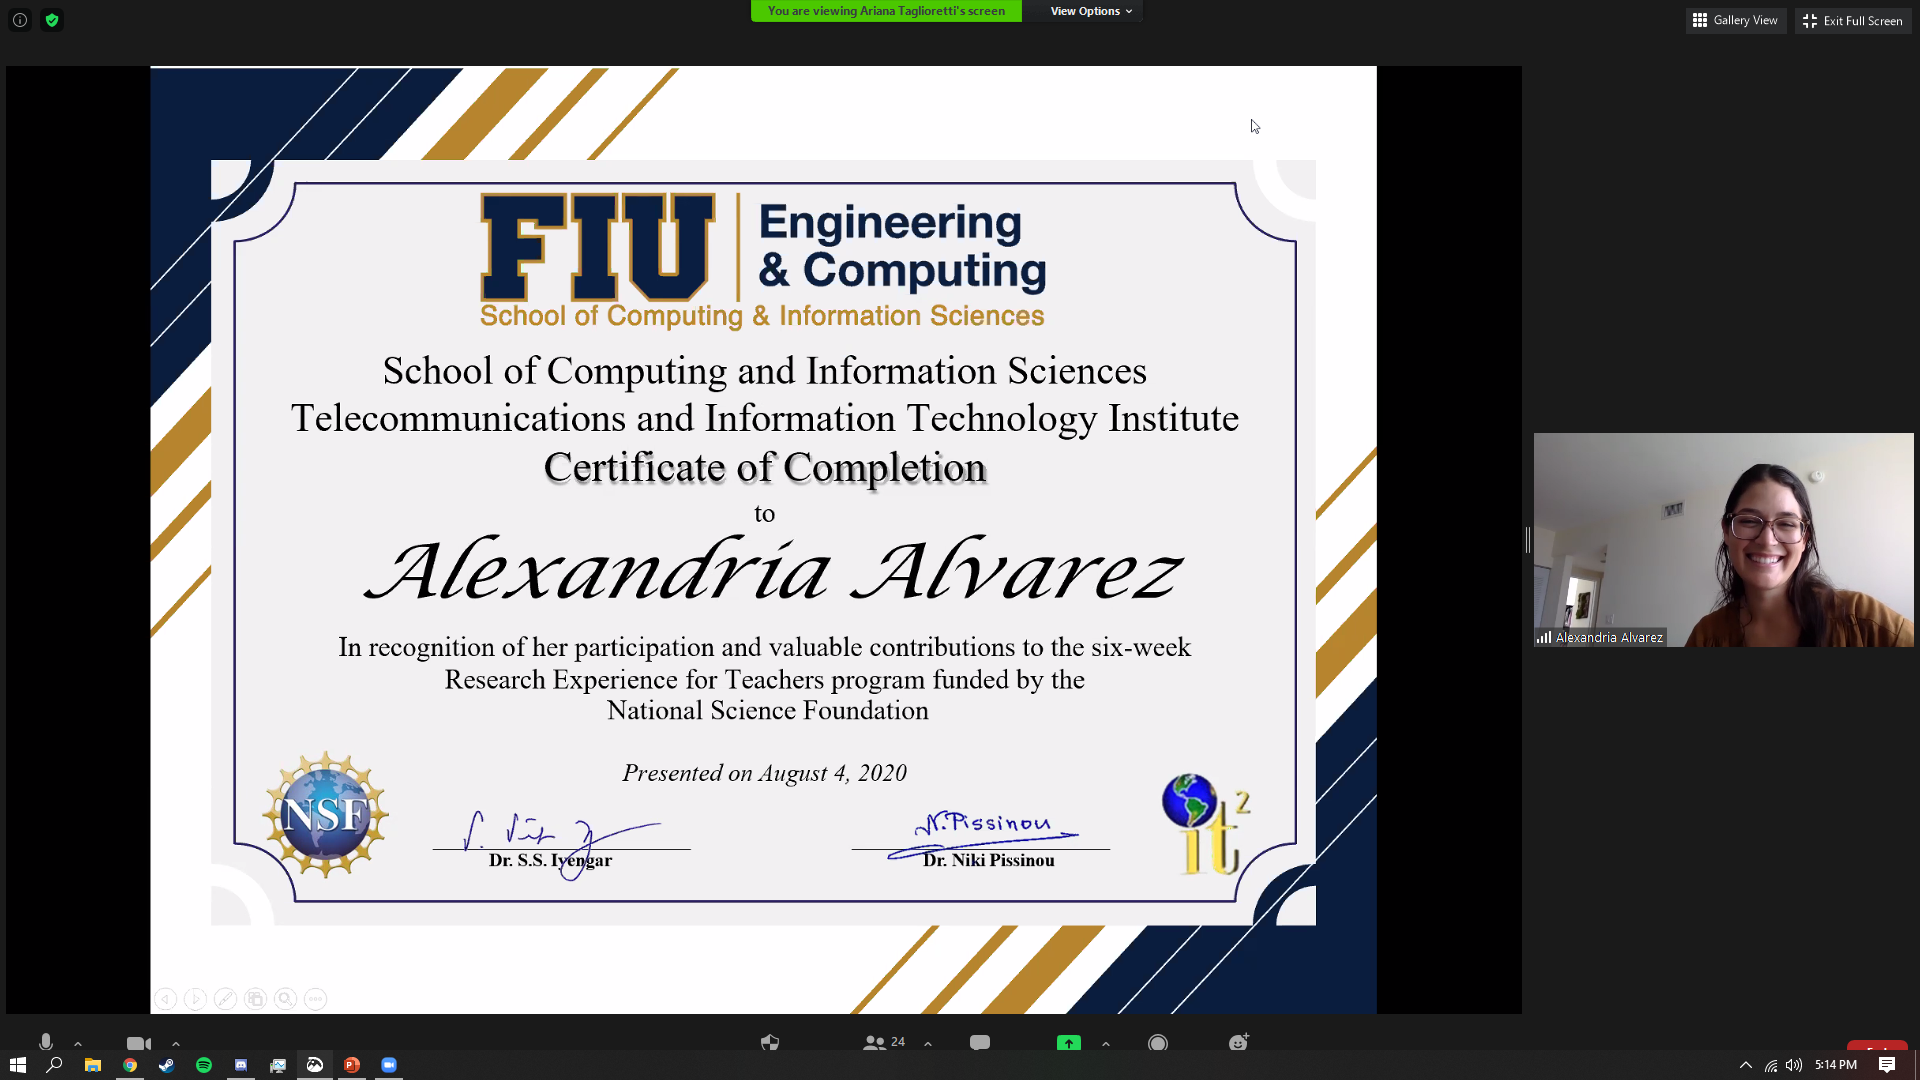 You are viewing Ariana Taglioretti's screen
View Options
Gallery View
Exit Full Screen
FIU
Engineering
& Computing
School of Computing & Information Sciences
School of Computing and Information Sciences
Telecommunications and Information Technology Institute
Certificate of Completion
to
Alexandria Alvarez
In recognition of her participation and valuable contributions to the six-week
Research Experience for Teachers program funded by the
National Science Foundation
Presented on August 4, 2020
NSF
N. Pissinou
it2
Dr. S.S. Iyengar
Dr. Niki Pissinou
Alexandria Alvarez
24
5:14 PM